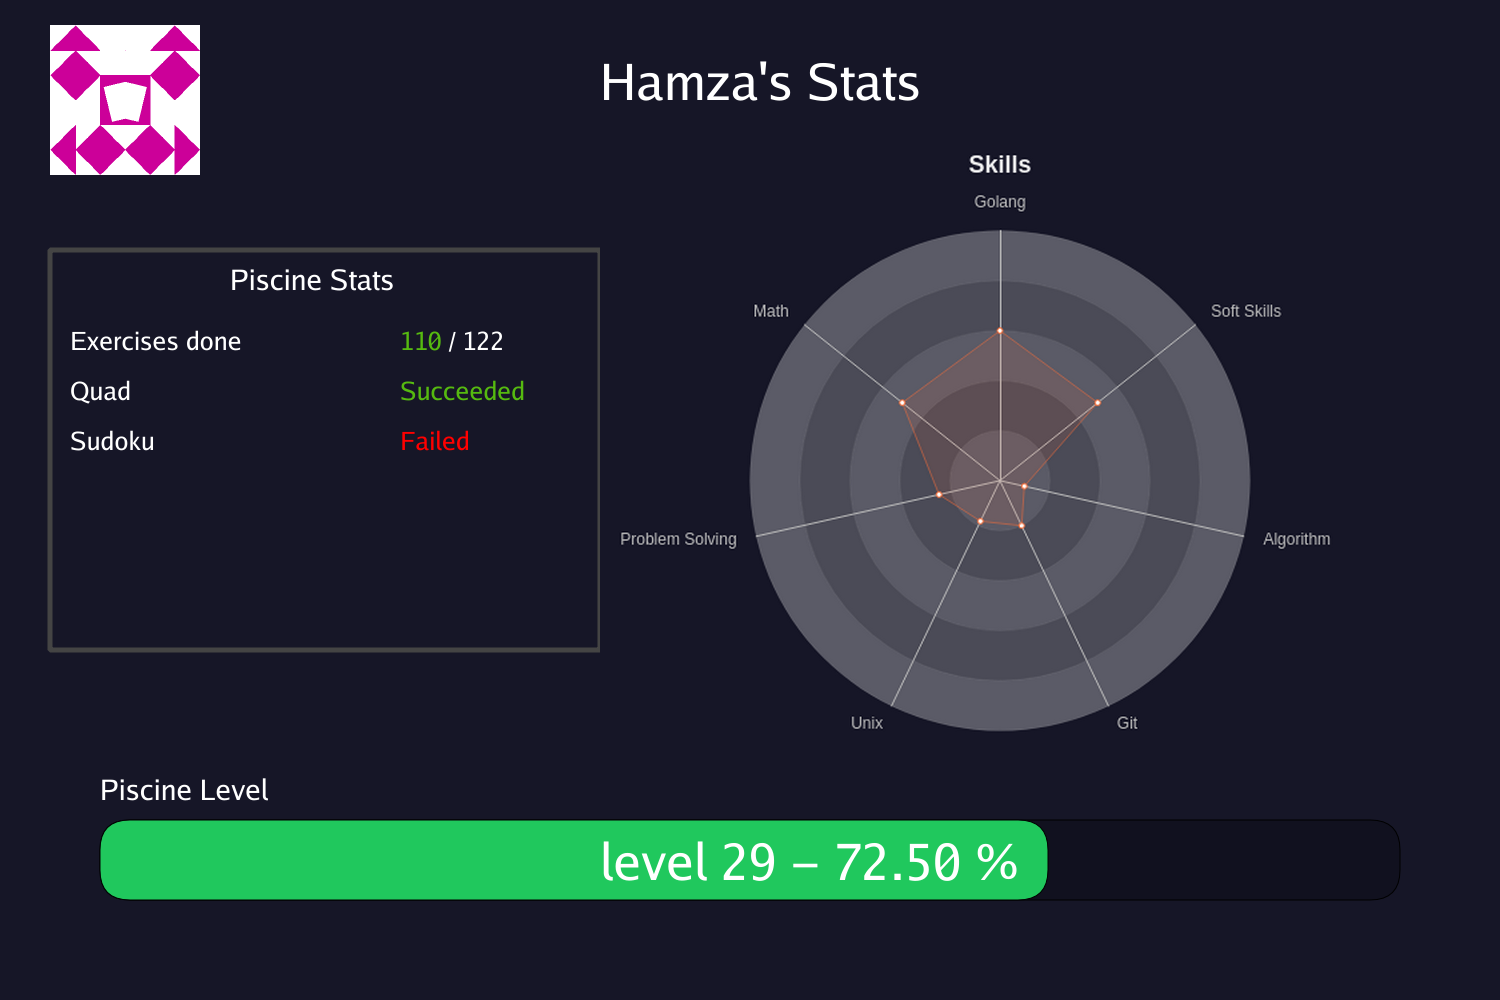 Hamza's Stats
Skills
Golang
Piscine Stats
Math
Soft Skills
Exercises done 110 / 122
Quad Succeeded
Sudoku Failed
Problem Solving
Algorithm
Unix
Git
Piscine Level
level 29 – 72.50 %